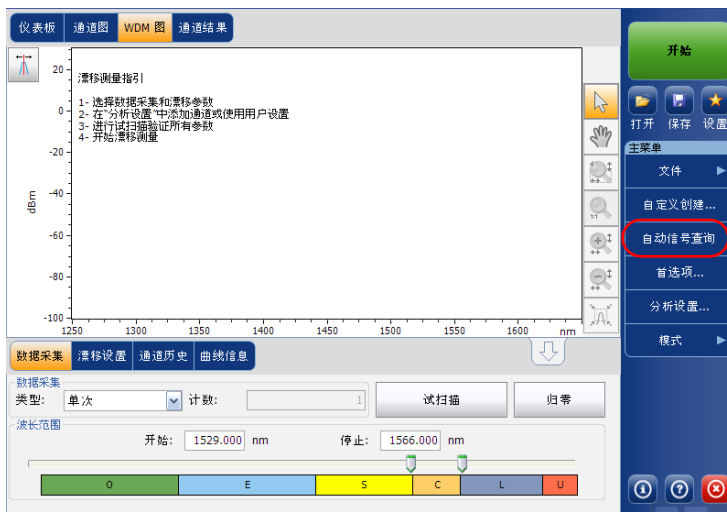 仪表板 通道图 WDM 图 通道结果
开始
打开 保存 设置
主菜单
文件
自定义创建...
自动信号查询
首选项...
分析设置...
模式
漂移测量指引
1- 选择数据采集和漂移参数
2- 在"分析设置"中添加通道或使用用户设置
3- 进行试扫描验证所有参数
4- 开始漂移测量
dBm
20
0
-20
-40
-60
-80
-100
1250 1300 1350 1400 1450 1500 1550 1600 nm
1:1
数据采集 漂移设置 通道历史 曲线信息
数据采集
类型: 单次 计数: 1 试扫描 归零
波长范围
开始: 1529.000 nm 停止: 1566.000 nm
O E S C L U